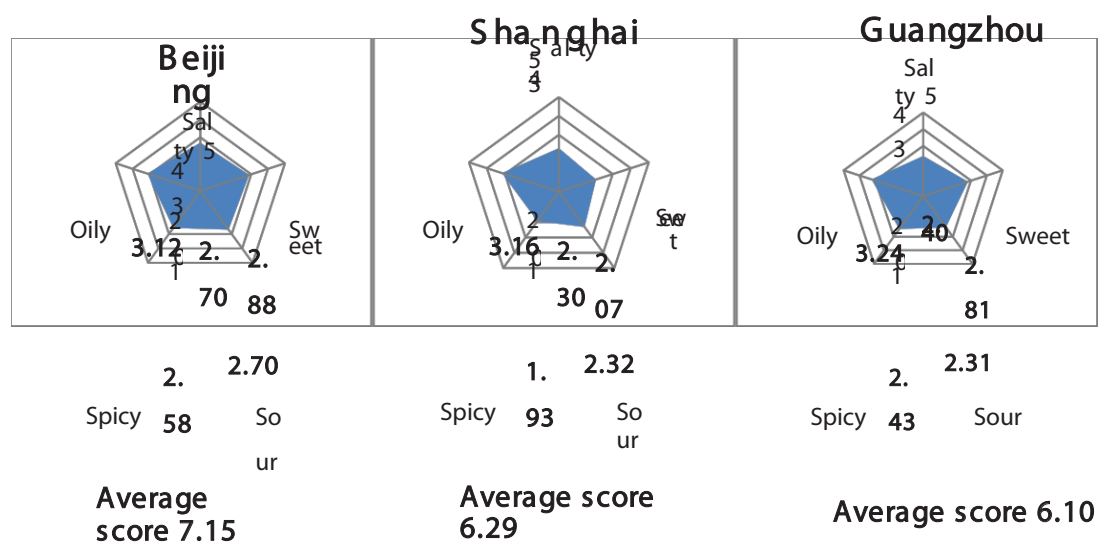 Beiji
ng
Sal
ty 5
4
3
2
1
Oily
Sw
eet
3.12
2.
70
2.
88
2.
58
2.70
Spicy
So
ur
Average
score 7.15
Shanghai
Salty
5
4
3
2
1
Oily
Swee
t
3.16
2.
30
2.
07
1.
93
2.32
Spicy
So
ur
Average score
6.29
Guangzhou
Sal
ty 5
4
3
2
1
Oily
Sweet
3.24
2.
40
2.
81
2.
43
2.31
Spicy
Sour
Average score 6.10